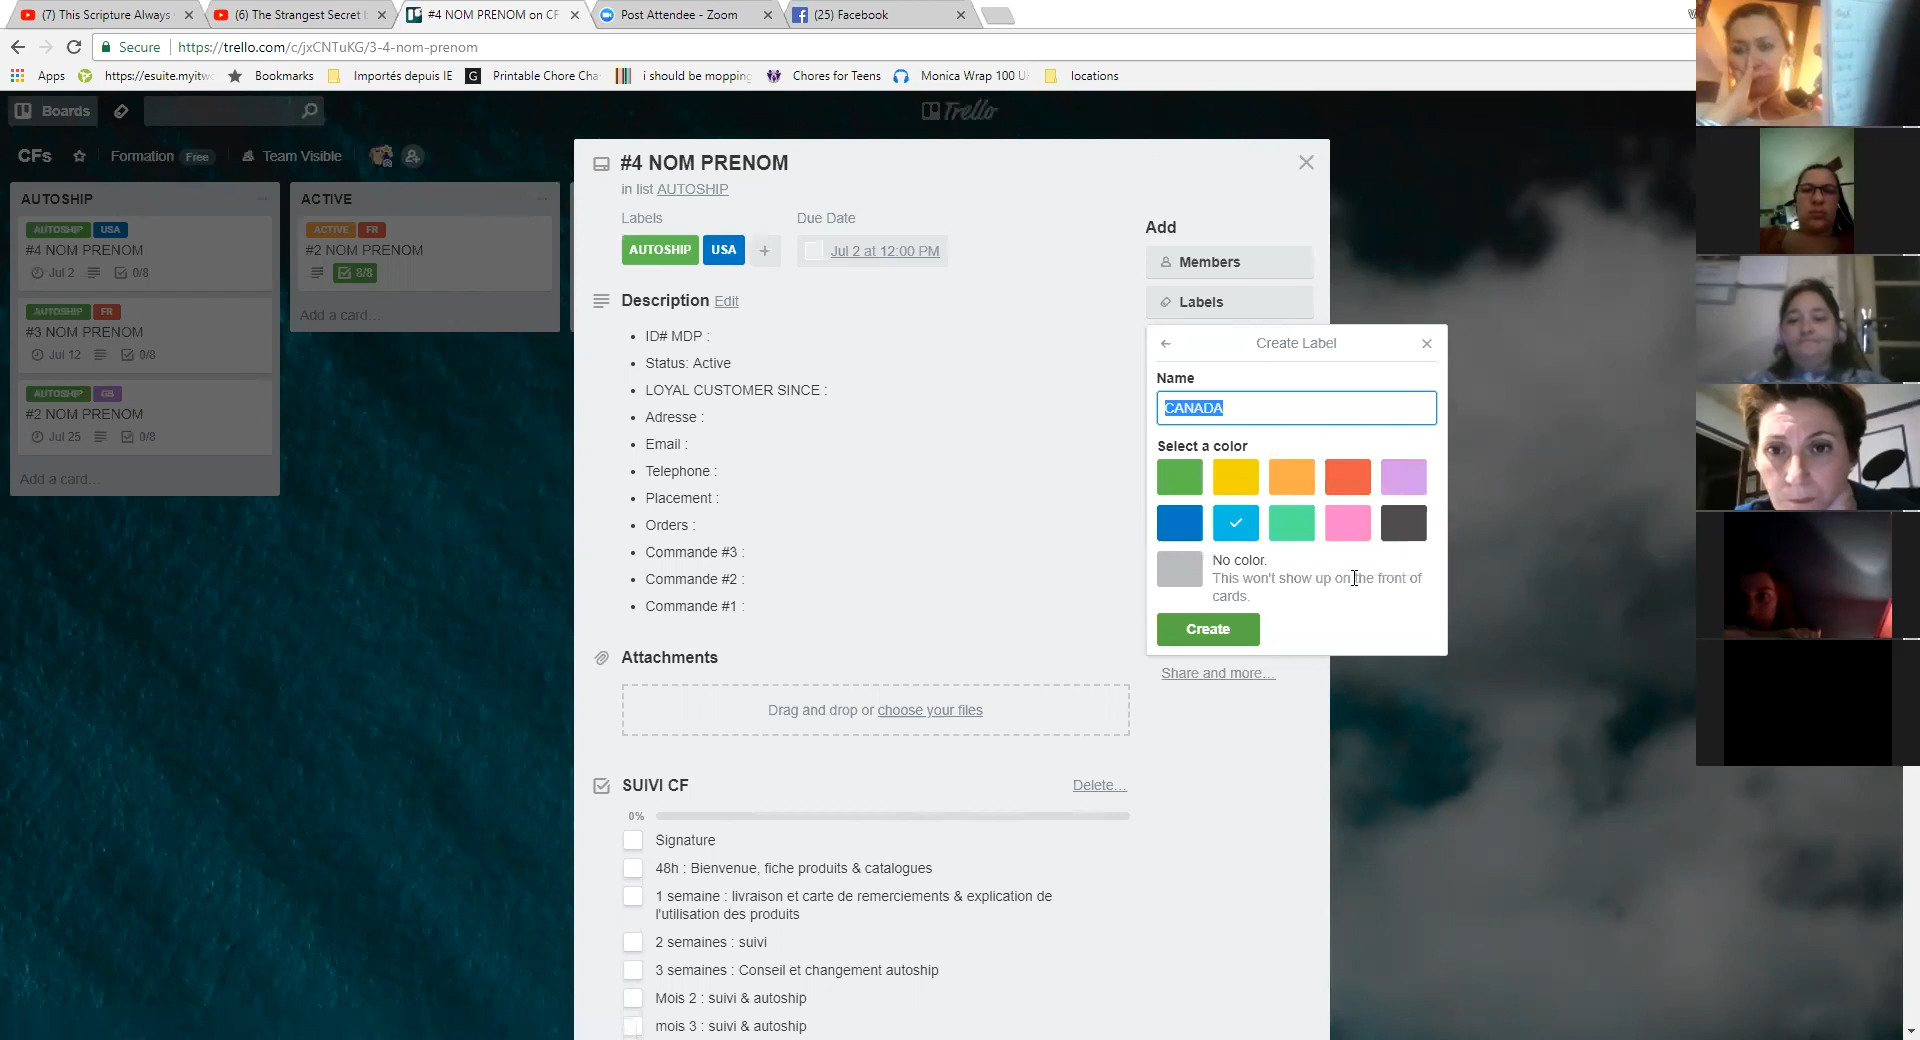 (7) This Scripture Always
(6) The Strangest Secret
#4 NOM PRENOM on CF
Post Attendee - Zoom
(25) Facebook
Secure
https://trello.com/c/jxCNTuKG/3-4-nom-prenom
Apps
https://esuite.myitw
Bookmarks
Importés depuis IE
Printable Chore Cha
i should be mopping
Chores for Teens
Monica Wrap 100 U
locations
Boards
Trello
CFs
Formation
Free
Team Visible
AUTOSHIP
AUTOSHIP USA
#4 NOM PRENOM
Jul 2
0/8
AUTOSHIP FR
#3 NOM PRENOM
Jul 12
0/8
AUTOSHIP GB
#2 NOM PRENOM
Jul 25
0/8
Add a card…
ACTIVE
ACTIVE FR
#2 NOM PRENOM
8/8
Add a card…
#4 NOM PRENOM
in list AUTOSHIP
Labels
Due Date
AUTOSHIP
USA
+
Jul 2 at 12:00 PM
Description Edit
• ID# MDP :
• Status: Active
• LOYAL CUSTOMER SINCE :
• Adresse :
• Email :
• Telephone :
• Placement :
• Orders :
• Commande #3 :
• Commande #2 :
• Commande #1 :
Attachments
Drag and drop or choose your files
SUIVI CF
Delete…
0%
Signature
48h : Bienvenue, fiche produits & catalogues
1 semaine : livraison et carte de remerciements & explication de
l'utilisation des produits
2 semaines : suivi
3 semaines : Conseil et changement autoship
Mois 2 : suivi & autoship
mois 3 : suivi & autoship
Add
Members
Labels
Create Label
Name
CANADA
Select a color
No color.
This won't show up on the front of
cards.
Create
Share and more…